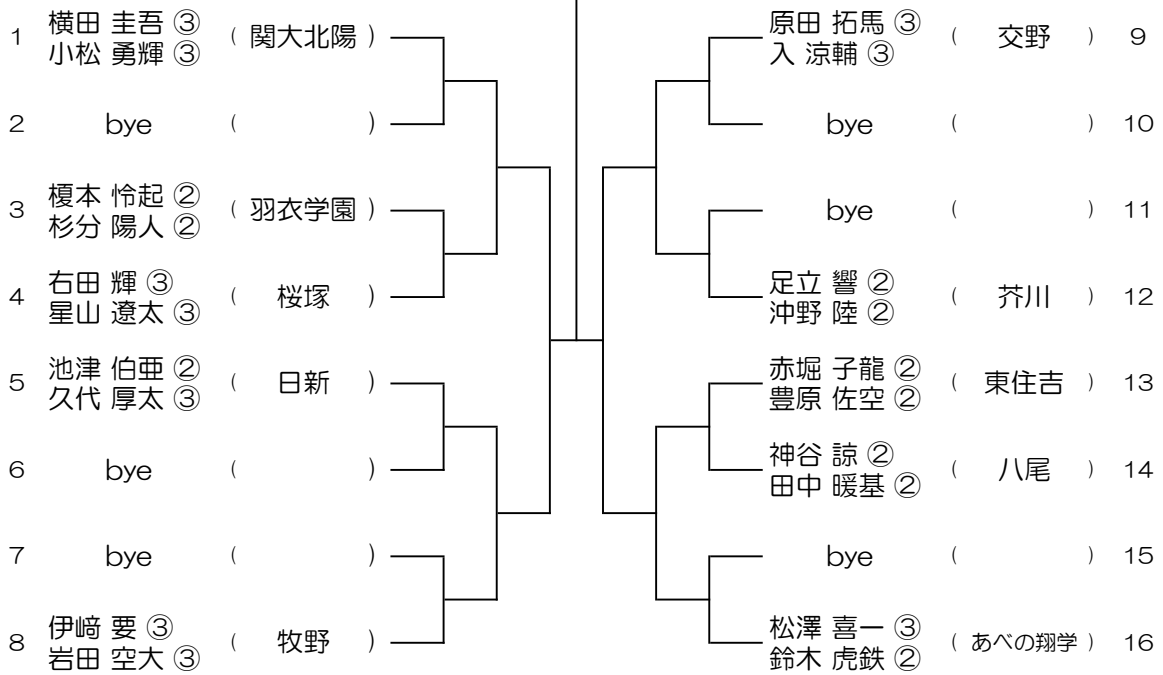 1 横田 圭吾 ③ ( 関大北陽 )
小松 勇輝 ③
2 bye ( )
3 榎本 怜起 ② ( 羽衣学園 )
杉分 陽人 ②
4 右田 輝 ③ ( 桜塚 )
星山 遼太 ③
5 池津 伯亜 ② ( 日新 )
久代 厚太 ③
6 bye ( )
7 bye ( )
8 伊﨑 要 ③ ( 牧野 )
岩田 空大 ③
原田 拓馬 ③ ( 交野 ) 9
入 涼輔 ③
bye ( ) 10
bye ( ) 11
足立 響 ② ( 芥川 ) 12
沖野 陸 ②
赤堀 子龍 ② ( 東住吉 ) 13
豊原 佐空 ②
神谷 諒 ② ( 八尾 ) 14
田中 暖基 ②
bye ( ) 15
松澤 喜一 ③ ( あべの翔学 ) 16
鈴木 虎鉄 ②